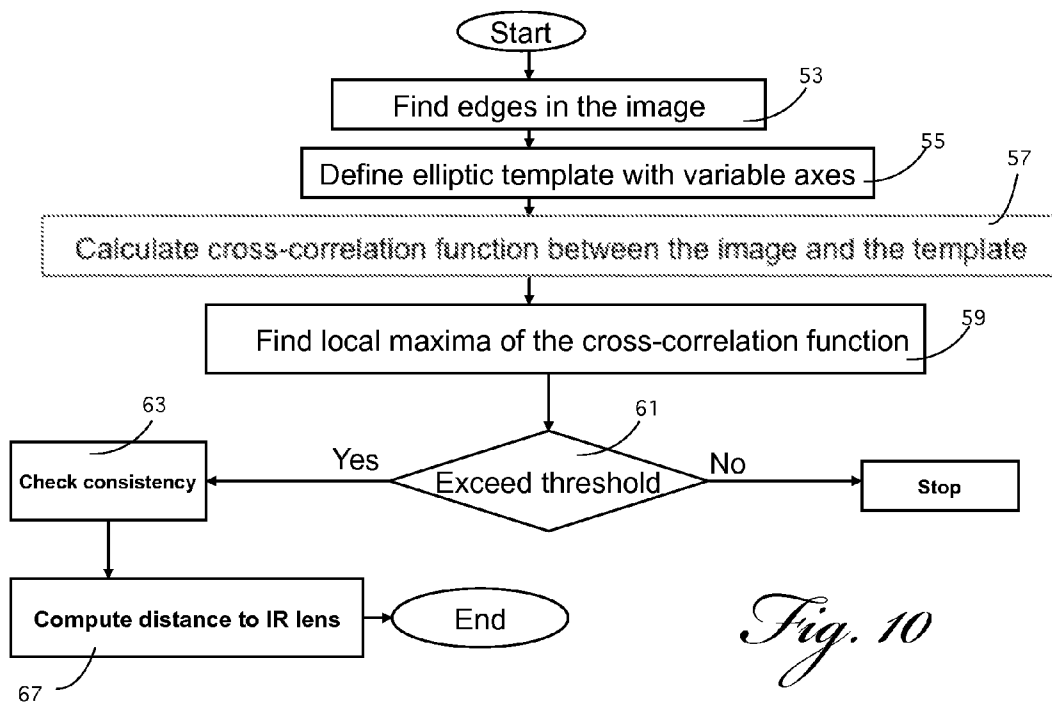 Start
53
Find edges in the image
55
Define elliptic template with variable axes
57
Calculate cross-correlation function between the image and the template
59
Find local maxima of the cross-correlation function
61
63
Yes
No
Check consistency
Exceed threshold
Stop
Compute distance to IR lens
End
67
Fig. 10